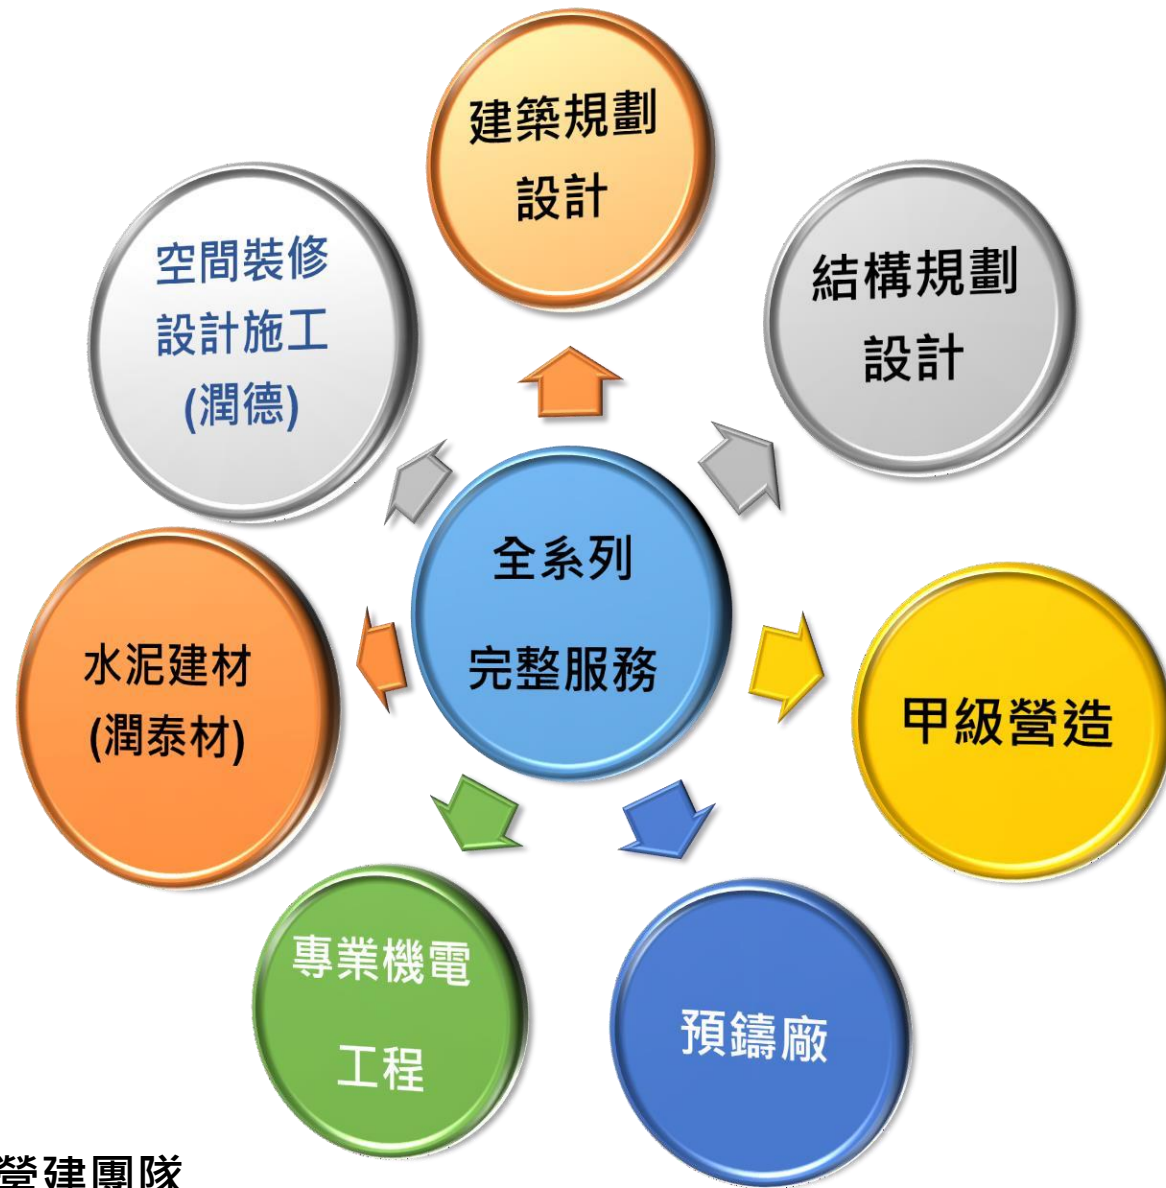 建築規劃
設計
結構規劃
設計
甲級營造
預鑄廠
專業機電
工程
水泥建材
(潤泰材)
空間裝修
設計施工
(潤德)
全系列
完整服務
營建團隊